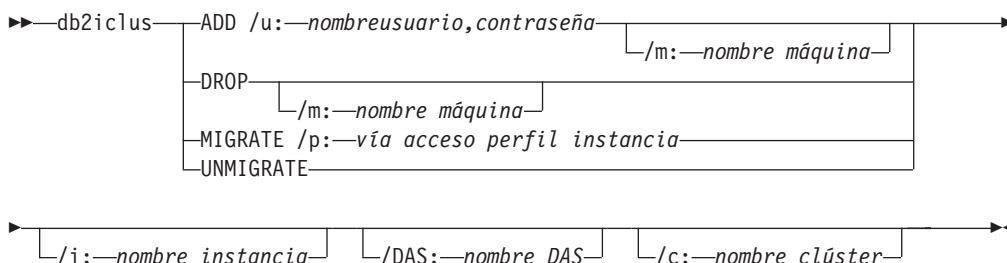 db2iclus ADD /u: nombreusuario,contraseña
/m: nombre máquina
DROP
/m: nombre máquina
MIGRATE /p: vía acceso perfil instancia
UNMIGRATE
/i: nombre instancia /DAS: nombre DAS /c: nombre clúster